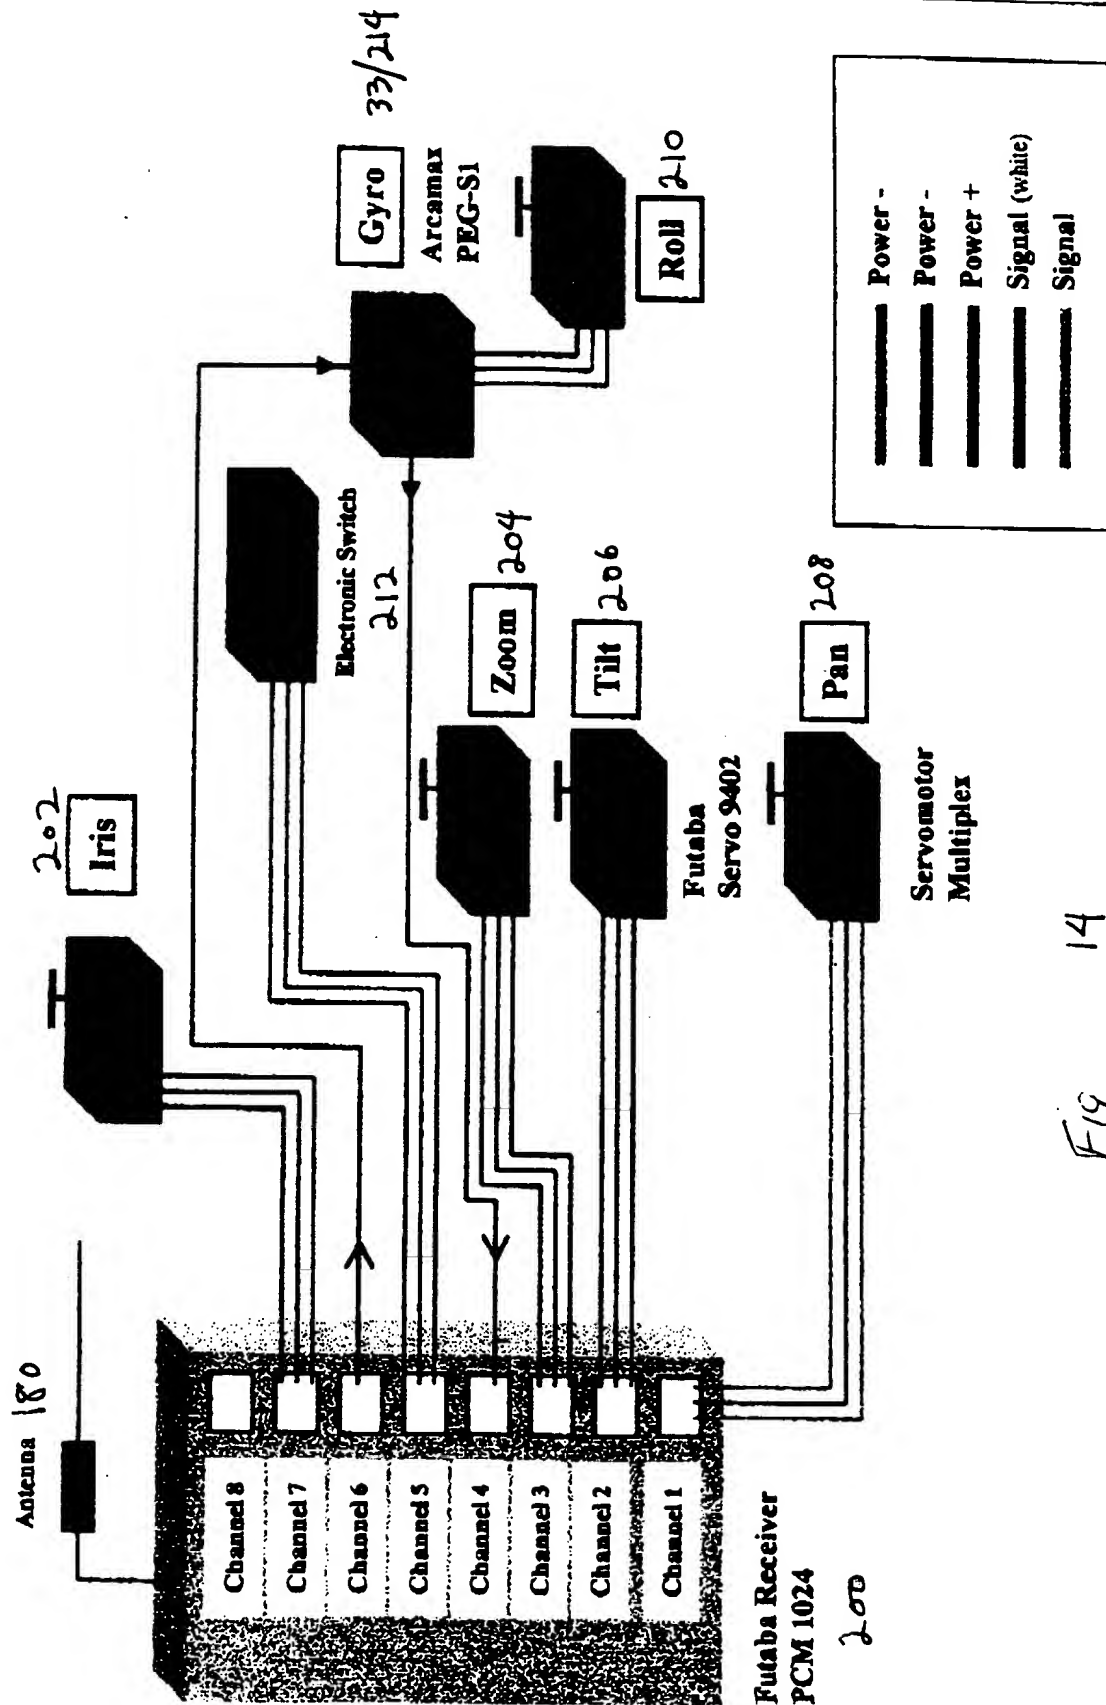 Antenna 180
202
Iris
Gyro 33/214
Arcamax
PEG-S1
Roll 210
Electronic Switch
212
Zoom 204
Tilt 206
Futaba
Servo 9402
Pan 208
Servomotor
Multiplex
Channel 8
Channel 7
Channel 6
Channel 5
Channel 4
Channel 3
Channel 2
Channel 1
Futaba Receiver
PCM 1024
200
Power -
Power -
Power +
Signal (white)
Signal
Fig 14